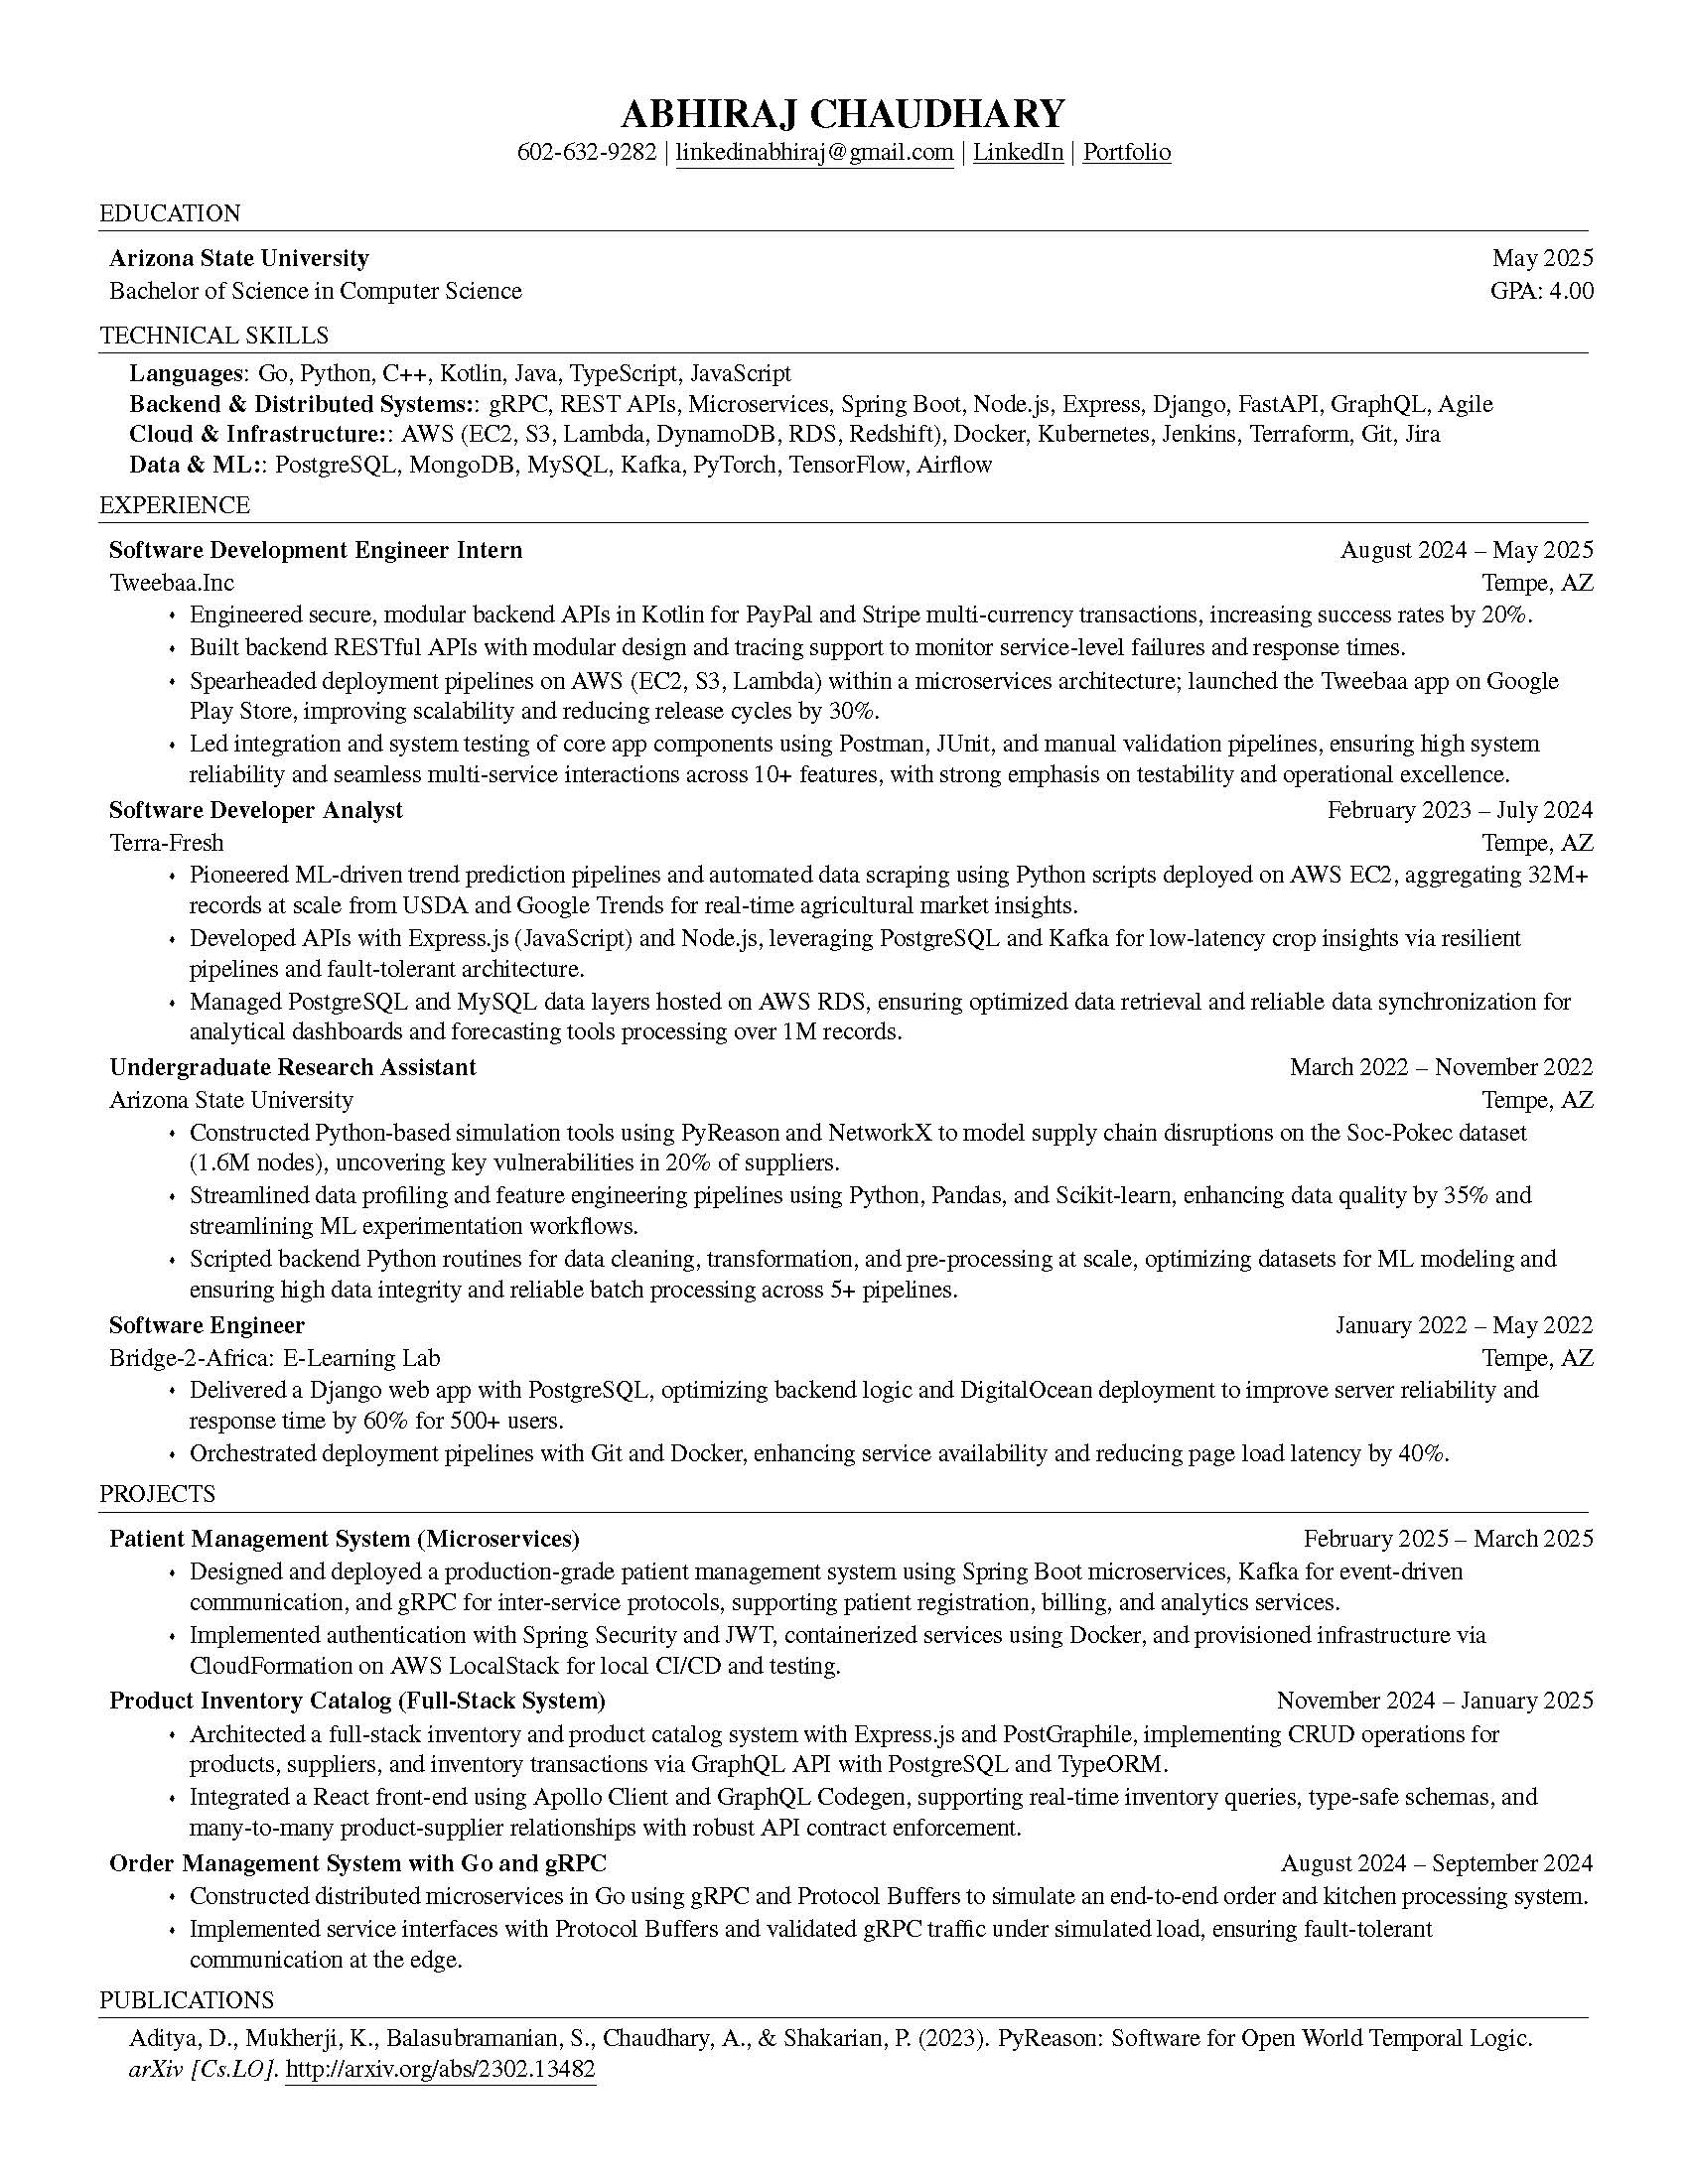 ABHIRAJ CHAUDHARY
602-632-9282 | linkedinabhiraj@gmail.com | LinkedIn | Portfolio
EDUCATION
Arizona State University May 2025
Bachelor of Science in Computer Science GPA: 4.00
TECHNICAL SKILLS
Languages: Go, Python, C++, Kotlin, Java, TypeScript, JavaScript
Backend & Distributed Systems:: gRPC, REST APIs, Microservices, Spring Boot, Node.js, Express, Django, FastAPI, GraphQL, Agile
Cloud & Infrastructure:: AWS (EC2, S3, Lambda, DynamoDB, RDS, Redshift), Docker, Kubernetes, Jenkins, Terraform, Git, Jira
Data & ML:: PostgreSQL, MongoDB, MySQL, Kafka, PyTorch, TensorFlow, Airflow
EXPERIENCE
Software Development Engineer Intern August 2024 – May 2025
Tweebaa.Inc Tempe, AZ
• Engineered secure, modular backend APIs in Kotlin for PayPal and Stripe multi-currency transactions, increasing success rates by 20%.
• Built backend RESTful APIs with modular design and tracing support to monitor service-level failures and response times.
• Spearheaded deployment pipelines on AWS (EC2, S3, Lambda) within a microservices architecture; launched the Tweebaa app on Google
Play Store, improving scalability and reducing release cycles by 30%.
• Led integration and system testing of core app components using Postman, JUnit, and manual validation pipelines, ensuring high system
reliability and seamless multi-service interactions across 10+ features, with strong emphasis on testability and operational excellence.
Software Developer Analyst February 2023 – July 2024
Terra-Fresh Tempe, AZ
• Pioneered ML-driven trend prediction pipelines and automated data scraping using Python scripts deployed on AWS EC2, aggregating 32M+
records at scale from USDA and Google Trends for real-time agricultural market insights.
• Developed APIs with Express.js (JavaScript) and Node.js, leveraging PostgreSQL and Kafka for low-latency crop insights via resilient
pipelines and fault-tolerant architecture.
• Managed PostgreSQL and MySQL data layers hosted on AWS RDS, ensuring optimized data retrieval and reliable data synchronization for
analytical dashboards and forecasting tools processing over 1M records.
Undergraduate Research Assistant March 2022 – November 2022
Arizona State University Tempe, AZ
• Constructed Python-based simulation tools using PyReason and NetworkX to model supply chain disruptions on the Soc-Pokec dataset
(1.6M nodes), uncovering key vulnerabilities in 20% of suppliers.
• Streamlined data profiling and feature engineering pipelines using Python, Pandas, and Scikit-learn, enhancing data quality by 35% and
streamlining ML experimentation workflows.
• Scripted backend Python routines for data cleaning, transformation, and pre-processing at scale, optimizing datasets for ML modeling and
ensuring high data integrity and reliable batch processing across 5+ pipelines.
Software Engineer January 2022 – May 2022
Bridge-2-Africa: E-Learning Lab Tempe, AZ
• Delivered a Django web app with PostgreSQL, optimizing backend logic and DigitalOcean deployment to improve server reliability and
response time by 60% for 500+ users.
• Orchestrated deployment pipelines with Git and Docker, enhancing service availability and reducing page load latency by 40%.
PROJECTS
Patient Management System (Microservices) February 2025 – March 2025
• Designed and deployed a production-grade patient management system using Spring Boot microservices, Kafka for event-driven
communication, and gRPC for inter-service protocols, supporting patient registration, billing, and analytics services.
• Implemented authentication with Spring Security and JWT, containerized services using Docker, and provisioned infrastructure via
CloudFormation on AWS LocalStack for local CI/CD and testing.
Product Inventory Catalog (Full-Stack System) November 2024 – January 2025
• Architected a full-stack inventory and product catalog system with Express.js and PostGraphile, implementing CRUD operations for
products, suppliers, and inventory transactions via GraphQL API with PostgreSQL and TypeORM.
• Integrated a React front-end using Apollo Client and GraphQL Codegen, supporting real-time inventory queries, type-safe schemas, and
many-to-many product-supplier relationships with robust API contract enforcement.
Order Management System with Go and gRPC August 2024 – September 2024
• Constructed distributed microservices in Go using gRPC and Protocol Buffers to simulate an end-to-end order and kitchen processing system.
• Implemented service interfaces with Protocol Buffers and validated gRPC traffic under simulated load, ensuring fault-tolerant
communication at the edge.
PUBLICATIONS
Aditya, D., Mukherji, K., Balasubramanian, S., Chaudhary, A., & Shakarian, P. (2023). PyReason: Software for Open World Temporal Logic.
arXiv [Cs.LO]. http://arxiv.org/abs/2302.13482